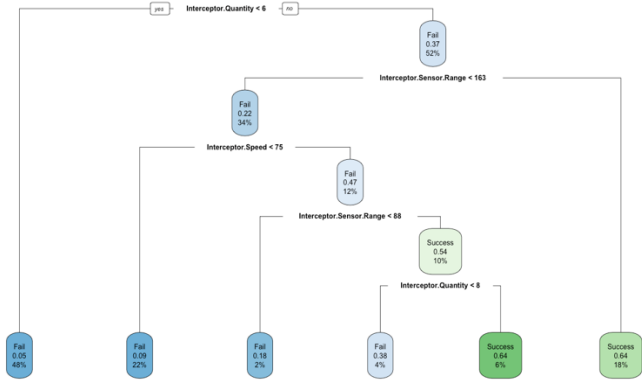 yes Interceptor.Quantity < 6 no
Fail
0.37
52%
Interceptor.Sensor.Range < 163
Fail
0.22
34%
Interceptor.Speed < 75
Fail
0.47
12%
Interceptor.Sensor.Range < 88
Success
0.54
10%
Interceptor.Quantity < 8
Fail
0.05
48%
Fail
0.09
22%
Fail
0.18
2%
Fail
0.38
4%
Success
0.64
6%
Success
0.64
18%